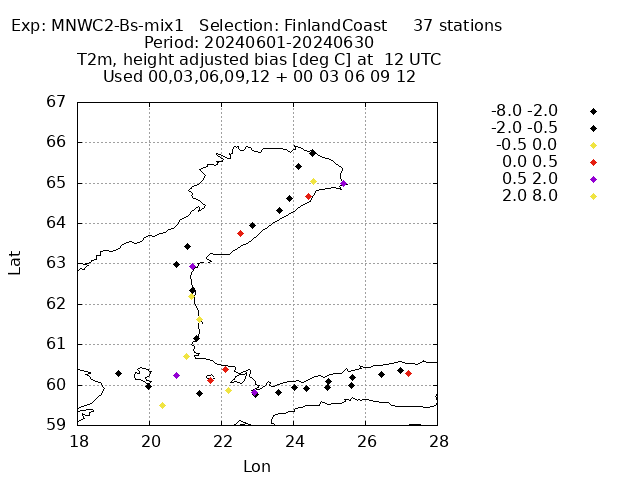 Exp: MNWC2-Bs-mix1 Selection: FinlandCoast 37 stations
Period: 20240601-20240630
T2m, height adjusted bias [deg C] at 12 UTC
Used 00,03,06,09,12 + 00 03 06 09 12
-8.0 -2.0
-2.0 -0.5
-0.5 0.0
0.0 0.5
0.5 2.0
2.0 8.0
67
66
65
64
63
62
61
60
59
Lat
18 20 22 24 26 28
Lon